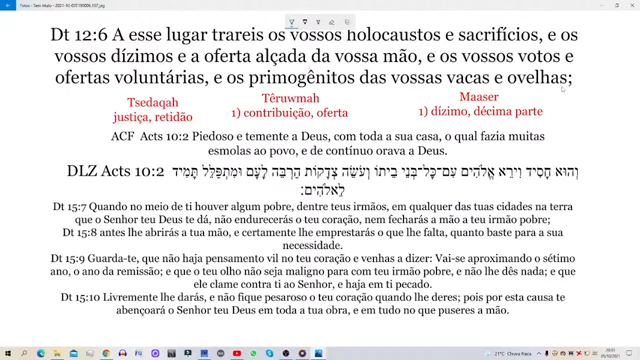 Fotos - Sem título - 2021-10-03T195004.107.jpg
Dt 12:6 A esse lugar trareis os vossos holocaustos e sacrifícios, e os
vossos dízimos e a oferta alçada da vossa mão, e os vossos votos e
ofertas voluntárias, e os primogênitos das vossas vacas e ovelhas;
Tsedaqah
justiça, retidão
Têruwmah
1) contribuição, oferta
Maaser
1) dízimo, décima parte
ACF Acts 10:2 Piedoso e temente a Deus, com toda a sua casa, o qual fazia muitas
esmolas ao povo, e de contínuo orava a Deus.
DLZ Acts 10:2 וְהוּא חָסִיד וִירֵא אֱלֹהִים עִם־כָּל־בְּנֵי בֵיתוֹ וְעֹשֶׂה צְדָקוֹת הַרְבֵּה לָעָם וּמִתְפַּלֵּל תָּמִיד
לֵאלֹהִים׃
Dt 15:7 Quando no meio de ti houver algum pobre, dentre teus irmãos, em qualquer das tuas cidades na terra
que o Senhor teu Deus te dá, não endurecerás o teu coração, nem fecharás a mão a teu irmão pobre;
Dt 15:8 antes lhe abrirás a tua mão, e certamente lhe emprestarás o que lhe falta, quanto baste para a sua
necessidade.
Dt 15:9 Guarda-te, que não haja pensamento vil no teu coração e venhas a dizer: Vai-se aproximando o sétimo
ano, o ano da remissão; e que o teu olho não seja maligno para com teu irmão pobre, e não lhe dês nada; e que
ele clame contra ti ao Senhor, e haja em ti pecado.
Dt 15:10 Livremente lhe darás, e não fique pesaroso o teu coração quando lhe deres; pois por esta causa te
abençoará o Senhor teu Deus em toda a tua obra, e em tudo no que puseres a mão.
21°C Chuva fraca